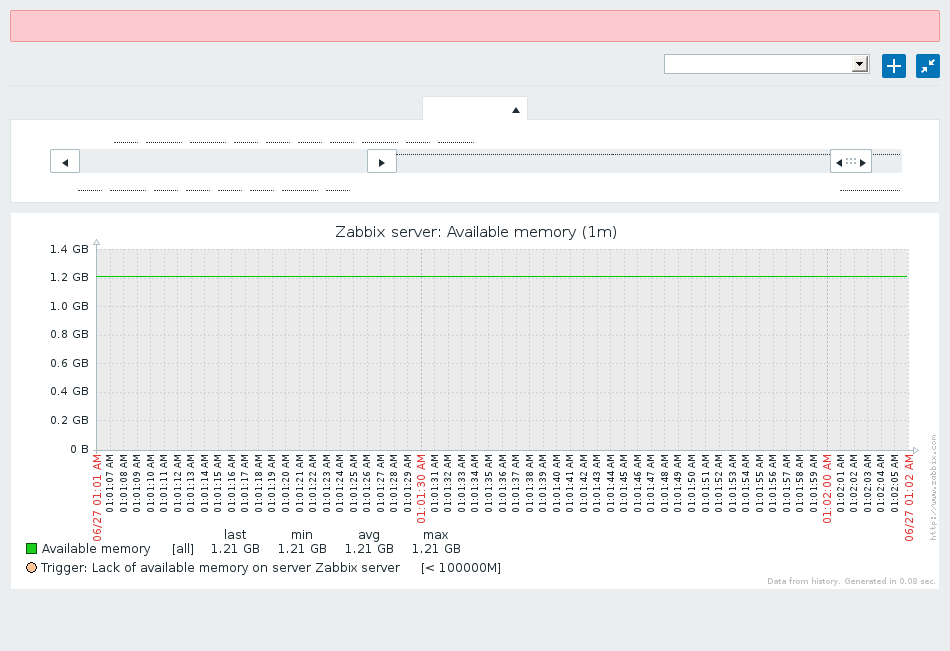 Zabbix server: Available memory (1m)
1.4 GB
1.2 GB
1.0 GB
0.8 GB
0.6 GB
0.4 GB
0.2 GB
0 B
06/27 01:01 AM
01:01:07 AM
01:01:08 AM
01:01:09 AM
01:01:10 AM
01:01:11 AM
01:01:12 AM
01:01:13 AM
01:01:14 AM
01:01:15 AM
01:01:16 AM
01:01:17 AM
01:01:18 AM
01:01:19 AM
01:01:20 AM
01:01:21 AM
01:01:22 AM
01:01:23 AM
01:01:24 AM
01:01:25 AM
01:01:26 AM
01:01:27 AM
01:01:28 AM
01:01:29 AM
01:01:30 AM
01:01:31 AM
01:01:32 AM
01:01:33 AM
01:01:34 AM
01:01:35 AM
01:01:36 AM
01:01:37 AM
01:01:38 AM
01:01:39 AM
01:01:40 AM
01:01:41 AM
01:01:42 AM
01:01:43 AM
01:01:44 AM
01:01:45 AM
01:01:46 AM
01:01:47 AM
01:01:48 AM
01:01:49 AM
01:01:50 AM
01:01:51 AM
01:01:52 AM
01:01:53 AM
01:01:54 AM
01:01:55 AM
01:01:56 AM
01:01:57 AM
01:01:58 AM
01:01:59 AM
01:02:00 AM
01:02:01 AM
01:02:02 AM
01:02:03 AM
01:02:04 AM
01:02:05 AM
06/27 01:02 AM
http://www.zabbix.com
last min avg max
Available memory [all] 1.21 GB 1.21 GB 1.21 GB 1.21 GB
Trigger: Lack of available memory on server Zabbix server [< 100000M]
Data from history. Generated in 0.08 sec.